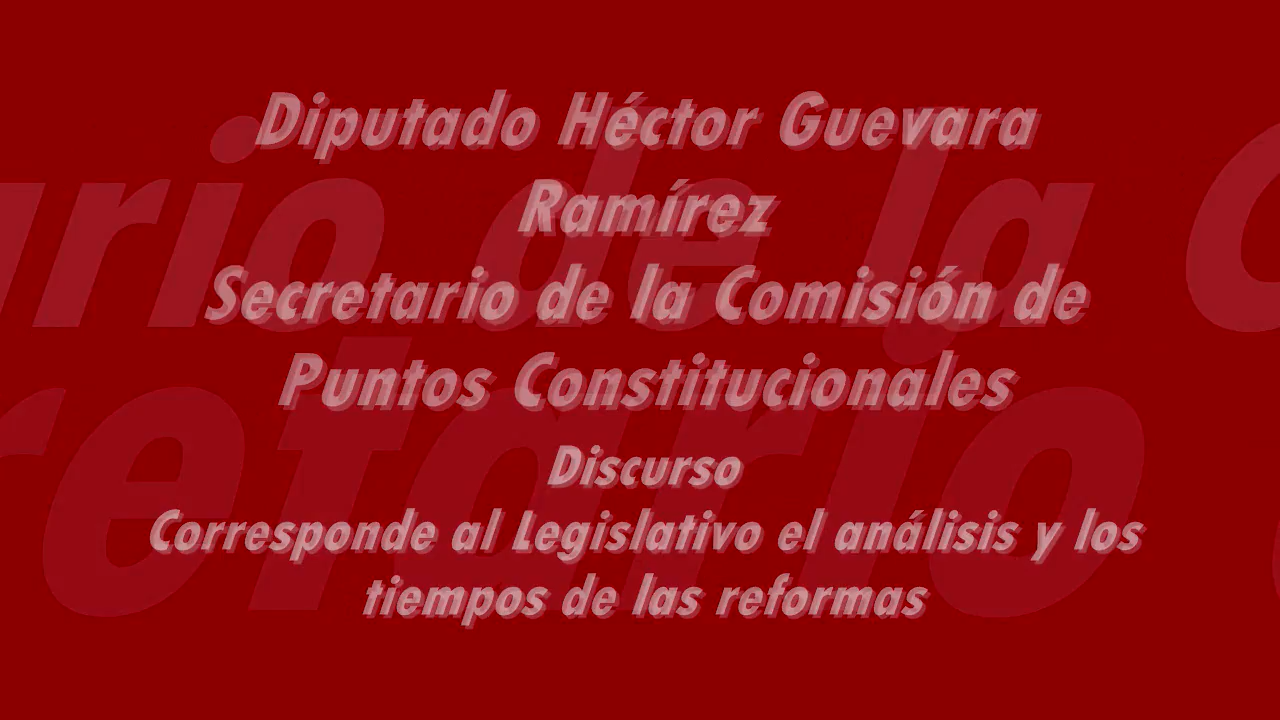 Diputado Héctor Guevara
Ramírez
Secretario de la Comisión de
Puntos Constitucionales
Discurso
Corresponde al Legislativo el análisis y los
tiempos de las reformas